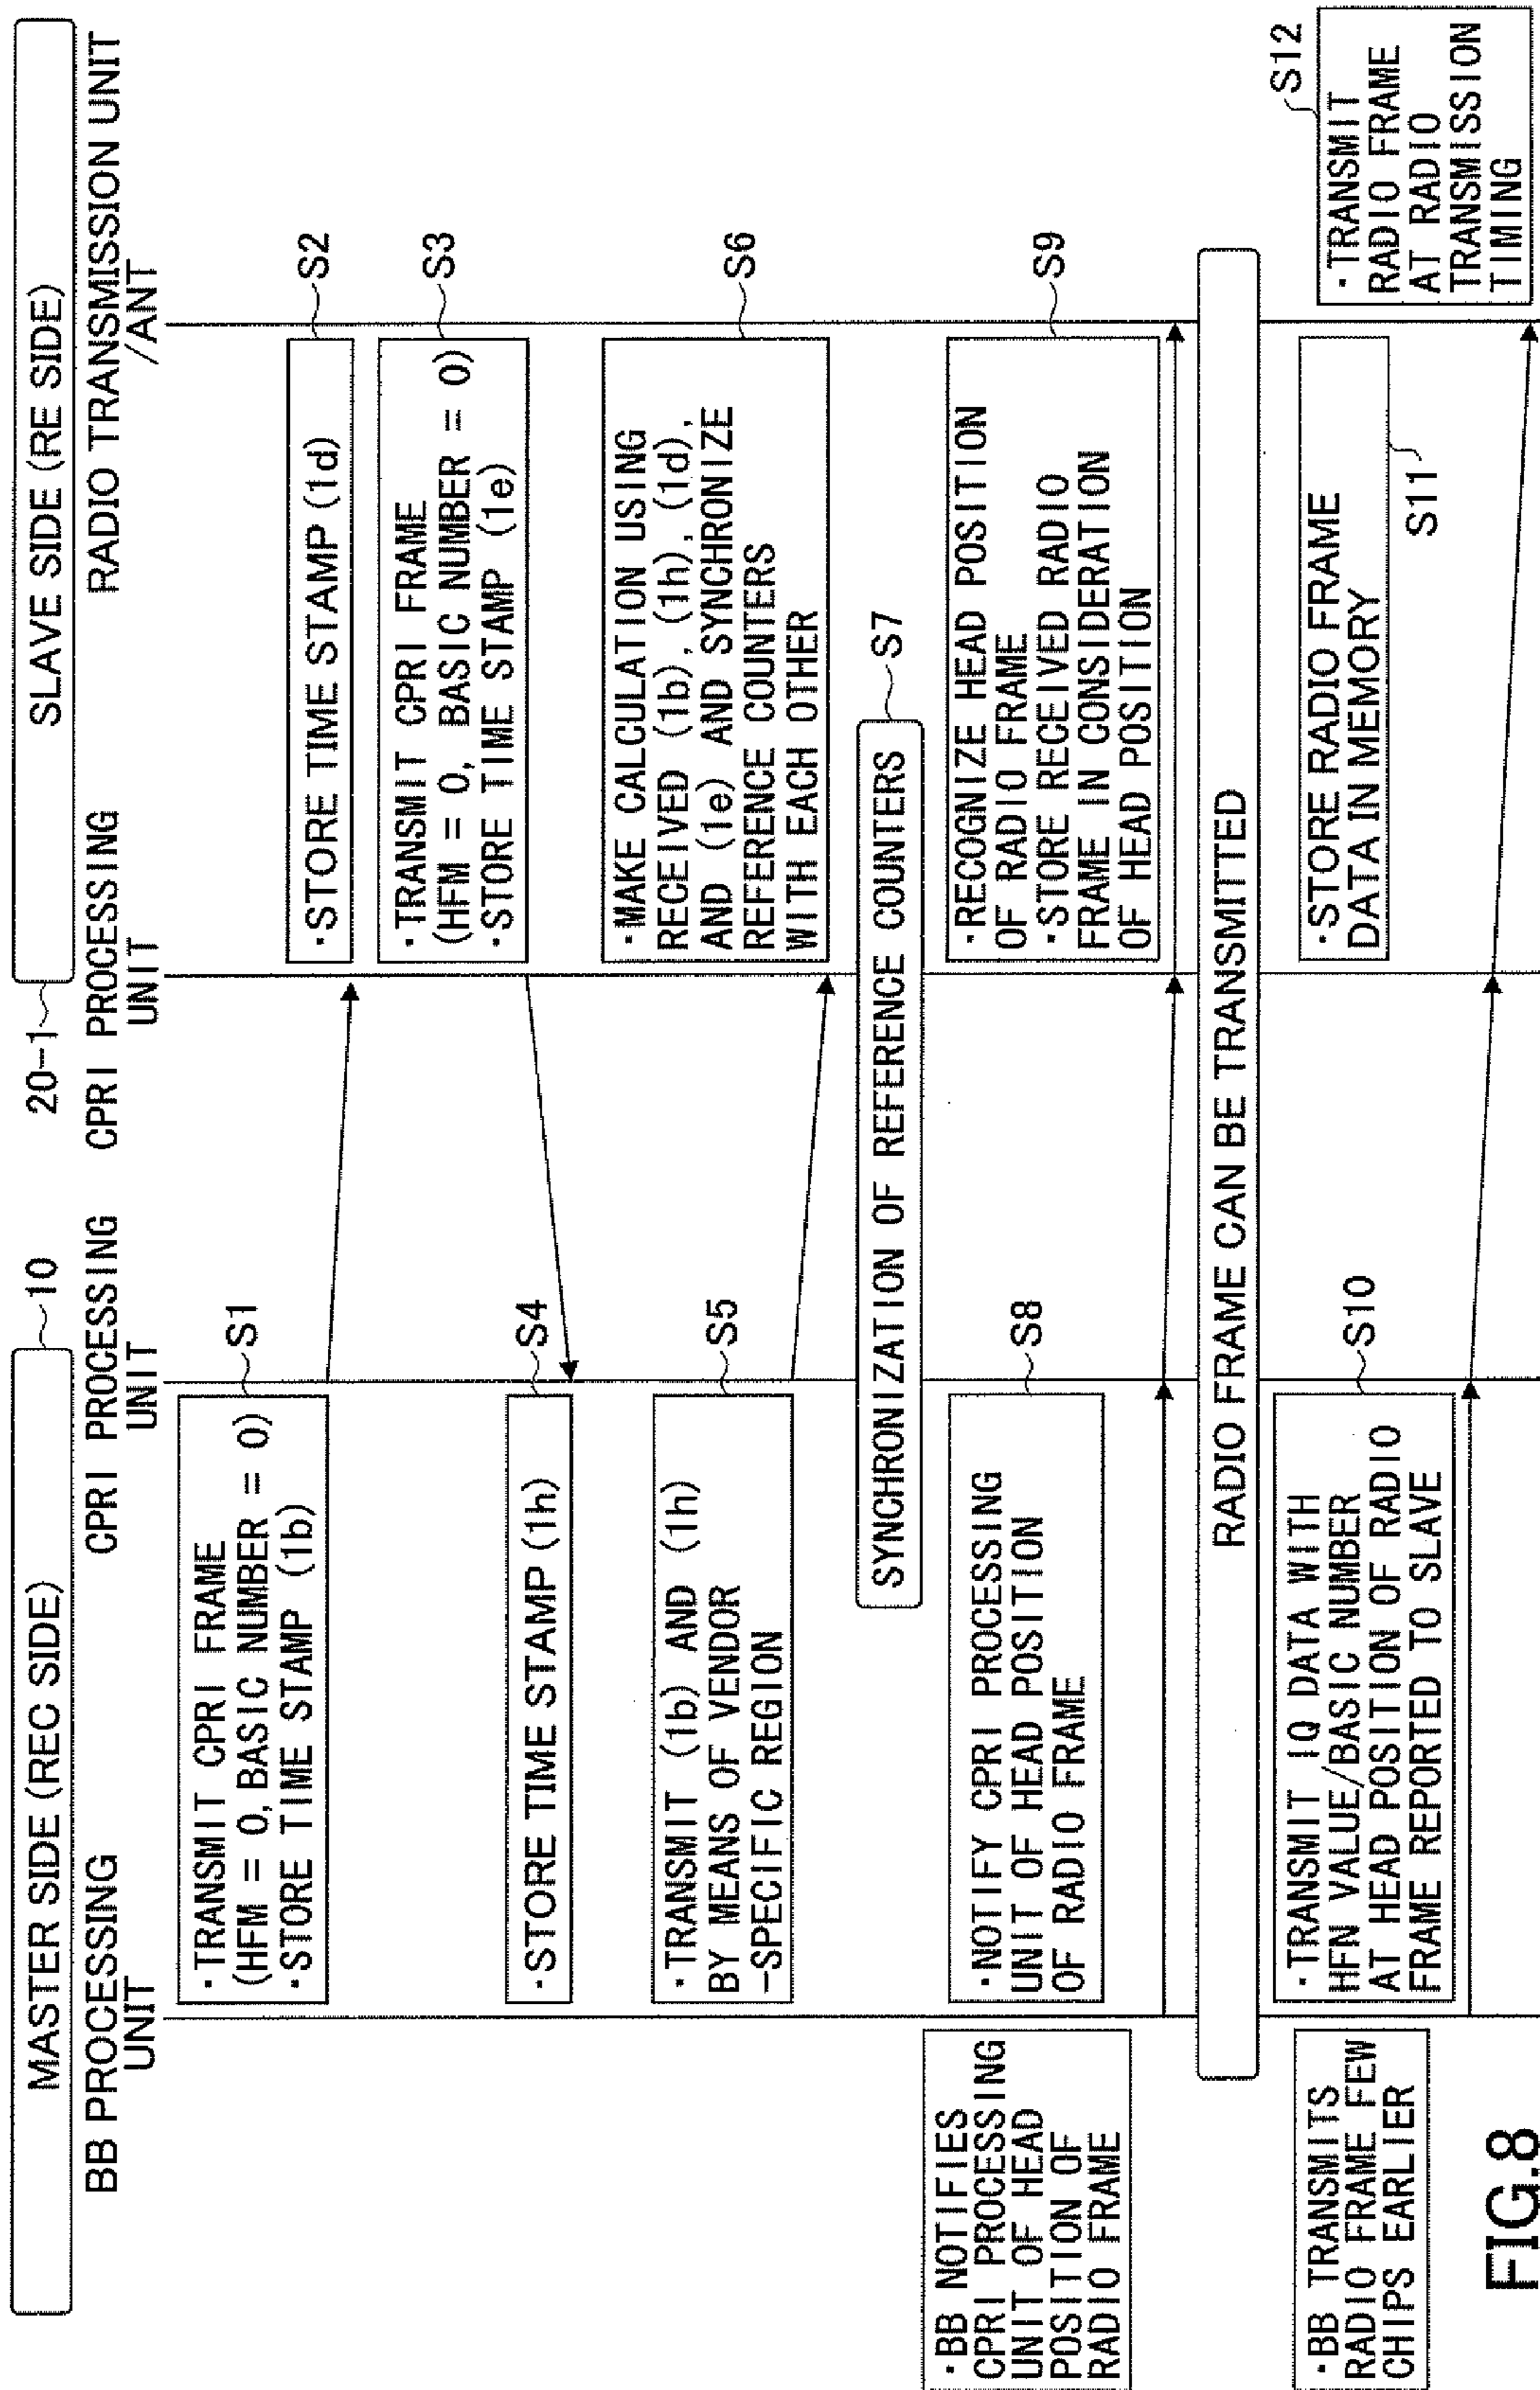 MASTER SIDE (REC SIDE)
10
SLAVE SIDE (RE SIDE)
20-1
BB PROCESSING
UNIT
CPRI PROCESSING
UNIT
CPRI PROCESSING
UNIT
RADIO TRANSMISSION UNIT
/ANT
S1
·TRANSMIT CPRI FRAME
(HFM = 0, BASIC NUMBER = 0)
·STORE TIME STAMP (1b)
S2
·STORE TIME STAMP (1d)
S3
·TRANSMIT CPRI FRAME
(HFM = 0, BASIC NUMBER = 0)
·STORE TIME STAMP (1e)
S4
·STORE TIME STAMP (1h)
S5
·TRANSMIT (1b) AND (1h)
BY MEANS OF VENDOR
-SPECIFIC REGION
S6
·MAKE CALCULATION USING
RECEIVED (1b), (1h), (1d),
AND (1e) AND SYNCHRONIZE
REFERENCE COUNTERS
WITH EACH OTHER
SYNCHRONIZATION OF REFERENCE COUNTERS
S7
·BB NOTIFIES
CPRI PROCESSING
UNIT OF HEAD
POSITION OF
RADIO FRAME
S8
·NOTIFY CPRI PROCESSING
UNIT OF HEAD POSITION
OF RADIO FRAME
S9
·RECOGNIZE HEAD POSITION
OF RADIO FRAME
·STORE RECEIVED RADIO
FRAME IN CONSIDERATION
OF HEAD POSITION
RADIO FRAME CAN BE TRANSMITTED
·BB TRANSMITS
RADIO FRAME FEW
CHIPS EARLIER
S10
·TRANSMIT IQ DATA WITH
HFN VALUE/BASIC NUMBER
AT HEAD POSITION OF RADIO
FRAME REPORTED TO SLAVE
·STORE RADIO FRAME
DATA IN MEMORY
S11
S12
·TRANSMIT
RADIO FRAME
AT RADIO
TRANSMISSION
TIMING
FIG.8